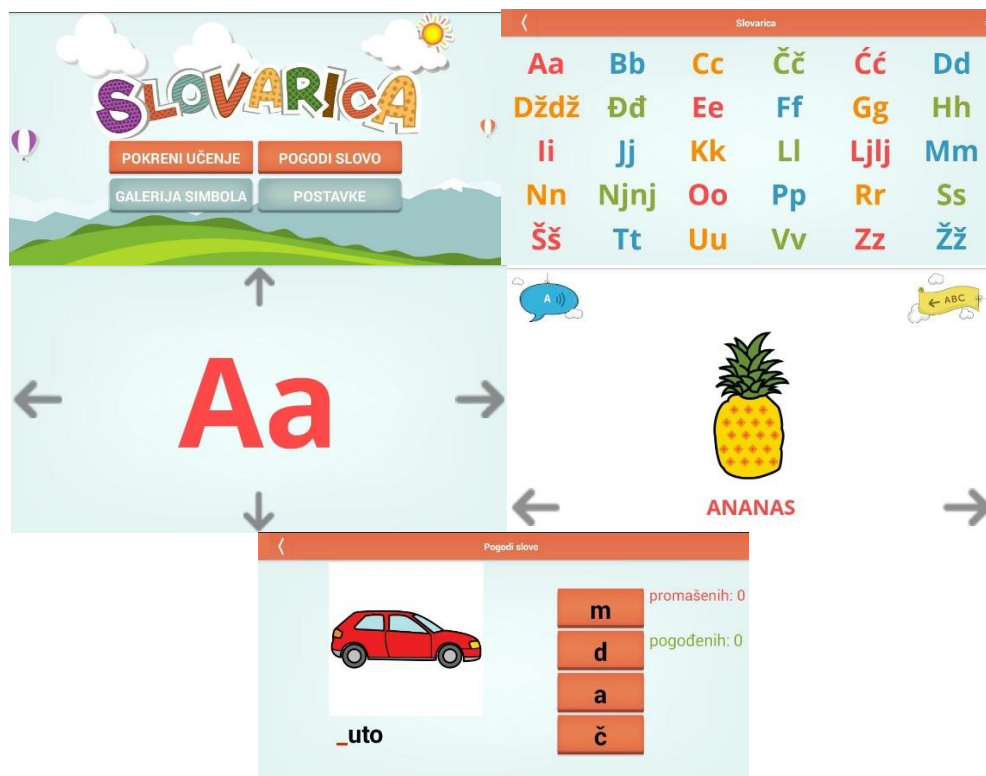 SLOVARICA
POKRENI UČENJE POGODI SLOVO
GALERIJA SIMBOLA POSTAVKE
Slovarica
Aa Bb Cc Čč Ćć Dd
Dždž Đđ Ee Ff Gg Hh
Ii Jj Kk Ll Ljlj Mm
Nn Njnj Oo Pp Rr Ss
Šš Tt Uu Vv Zz Žž
Aa
A
← ABC
ANANAS
Pogodi slovo
m
promašenih: 0
d
pogođenih: 0
a
č
_uto